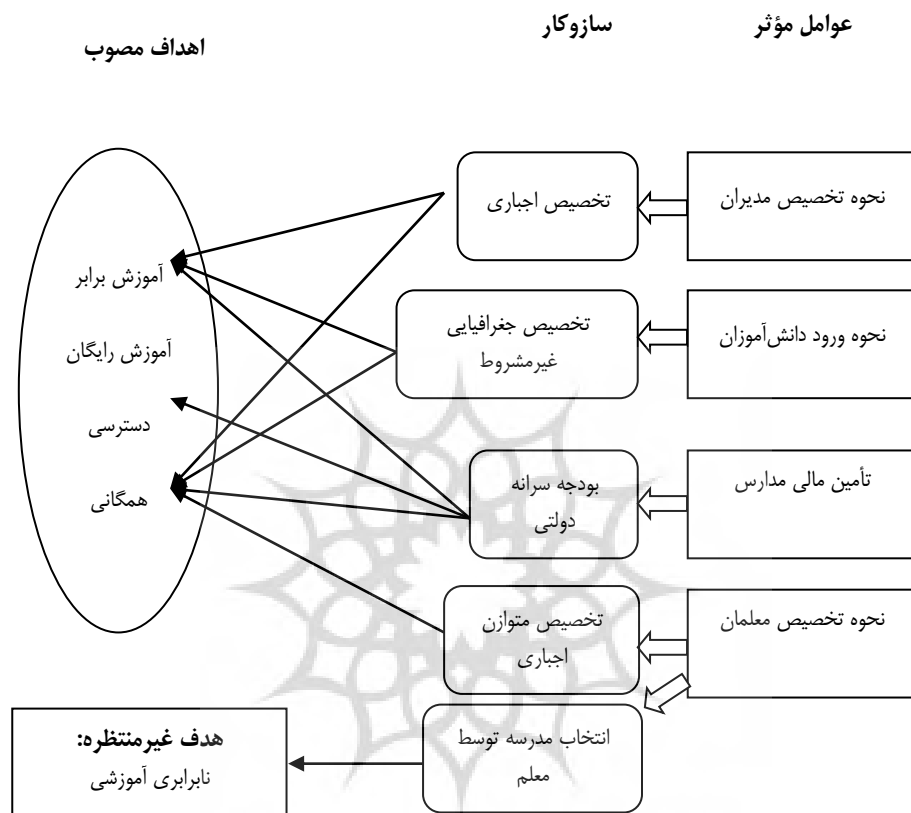 عوامل مؤثر
سازوکار
اهداف مصوب
نحوه تخصیص مدیران
تخصیص اجباری
نحوه ورود دانش‌آموزان
تخصیص جغرافیایی
غیرمشروط
تأمین مالی مدارس
بودجه سرانه
دولتی
نحوه تخصیص معلمان
تخصیص متوازن
اجباری
انتخاب مدرسه توسط
معلم
آموزش برابر
آموزش رایگان
دسترسی
همگانی
هدف غیرمنتظره:
نابرابری آموزشی